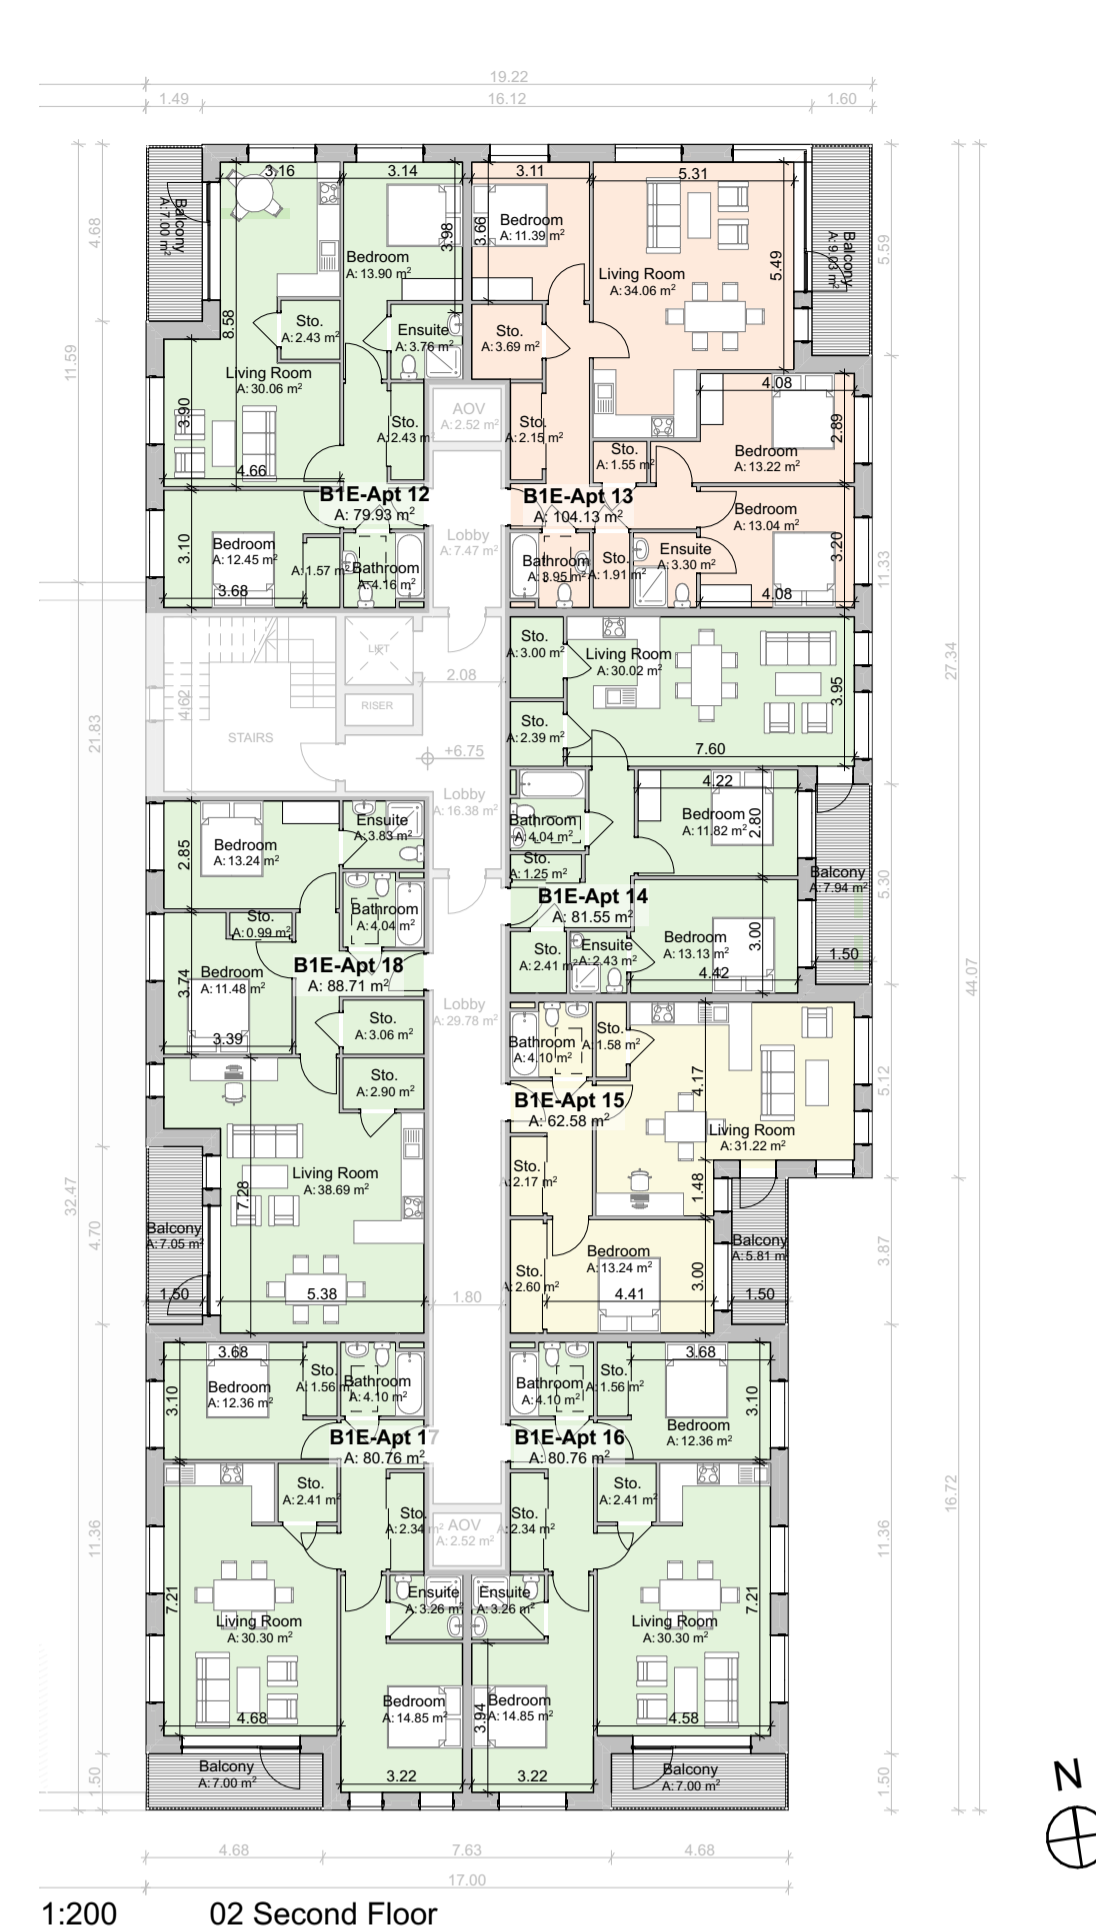 19.22
1.49
16.12
1.60
4.68
11.59
21.83
32.47
4.70
11.36
1.50
5.59
11.33
27.34
44.07
5.30
5.12
3.87
16.72
11.36
1.50
Balcony
A: 7.00 m²
3.16
8.58
Sto.
A: 2.43 m²
Living Room
A: 30.06 m²
3.90
4.66
3.14
3.98
Bedroom
A: 13.90 m²
Ensuite
A: 3.76 m²
Sto.
A: 2.43 m²
B1E-Apt 12
A: 79.93 m²
3.10
Bedroom
A: 12.45 m²
3.68
A: 1.57 m²
Bathroom
A: 4.16 m²
AOV
A: 2.52 m²
Lobby
A: 7.47 m²
3.11
3.66
Bedroom
A: 11.39 m²
5.31
Living Room
A: 34.06 m²
5.49
Balcony
A: 9.03 m²
Sto.
A: 3.69 m²
Sto.
A: 2.15 m²
Sto.
A: 1.55 m²
4.08
2.89
Bedroom
A: 13.22 m²
B1E-Apt 13
A: 104.13 m²
Bedroom
A: 13.04 m²
3.20
4.08
Bathroom
A: 3.95 m²
Sto.
A: 1.91 m²
Ensuite
A: 3.30 m²
LIFT
RISER
STAIRS
4.62
2.08
+6.75
Lobby
A: 16.38 m²
Sto.
A: 3.00 m²
Living Room
A: 30.02 m²
3.95
Sto.
A: 2.39 m²
7.60
Bathroom
A: 4.04 m²
4.22
Bedroom
A: 11.82 m²
2.80
Sto.
A: 1.25 m²
B1E-Apt 14
A: 81.55 m²
Balcony
A: 7.94 m²
1.50
Sto.
A: 2.41 m²
Ensuite
A: 2.43 m²
Bedroom
A: 13.13 m²
3.00
4.42
2.85
Bedroom
A: 13.24 m²
Ensuite
A: 3.83 m²
Bathroom
A: 4.04 m²
Sto.
A: 0.99 m²
B1E-Apt 18
A: 88.71 m²
3.74
Bedroom
A: 11.48 m²
3.39
Sto.
A: 3.06 m²
Sto.
A: 2.90 m²
Lobby
A: 29.78 m²
Living Room
A: 38.69 m²
7.28
Balcony
A: 7.05 m²
1.50
5.38
1.80
Bathroom
A: 4.10 m²
Sto.
A: 1.58 m²
4.17
B1E-Apt 15
A: 62.58 m²
Living Room
A: 31.22 m²
Sto.
A: 2.17 m²
1.48
Bedroom
A: 13.24 m²
Sto.
A: 2.60 m²
4.41
3.00
Balcony
A: 5.81 m²
1.50
3.68
3.10
Bedroom
A: 12.36 m²
Sto.
A: 1.56 m²
Bathroom
A: 4.10 m²
B1E-Apt 17
A: 80.76 m²
Sto.
A: 2.41 m²
Sto.
A: 2.34 m²
7.21
Living Room
A: 30.30 m²
4.68
Ensuite
A: 3.26 m²
Bedroom
A: 14.85 m²
3.22
Balcony
A: 7.00 m²
AOV
A: 2.52 m²
Bathroom
A: 4.10 m²
Sto.
A: 1.56 m²
3.68
3.10
Bedroom
A: 12.36 m²
B1E-Apt 16
A: 80.76 m²
Sto.
A: 2.41 m²
Sto.
A: 2.34 m²
Ensuite
A: 3.26 m²
7.21
Living Room
A: 30.30 m²
4.58
3.94
Bedroom
A: 14.85 m²
3.22
Balcony
A: 7.00 m²
N
4.68
7.63
4.68
17.00
1:200
02 Second Floor